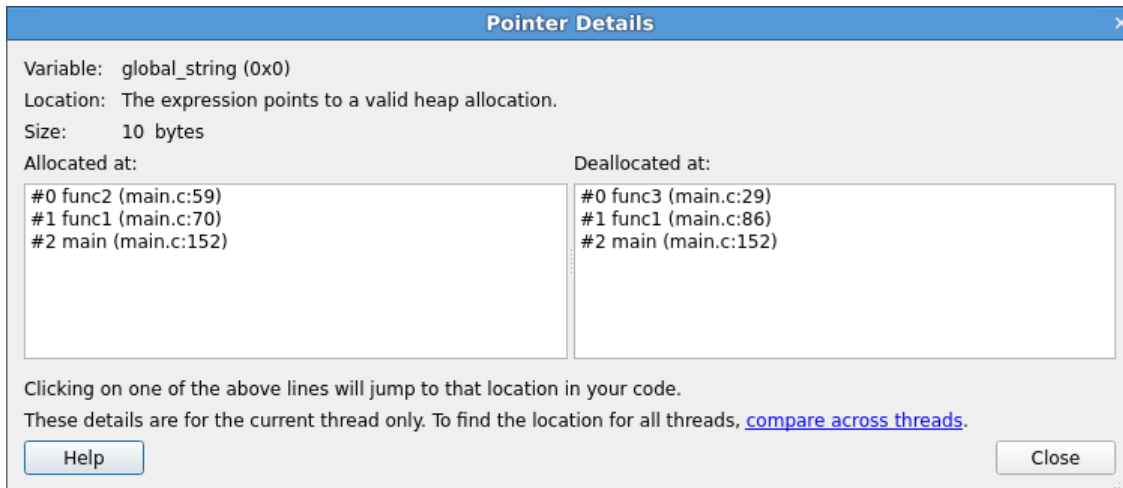 Pointer Details
Variable: global_string (0x0)
Location: The expression points to a valid heap allocation.
Size: 10 bytes
Allocated at:
#0 func2 (main.c:59)
#1 func1 (main.c:70)
#2 main (main.c:152)
Deallocated at:
#0 func3 (main.c:29)
#1 func1 (main.c:86)
#2 main (main.c:152)
Clicking on one of the above lines will jump to that location in your code.
These details are for the current thread only. To find the location for all threads, compare across threads.
Help
Close